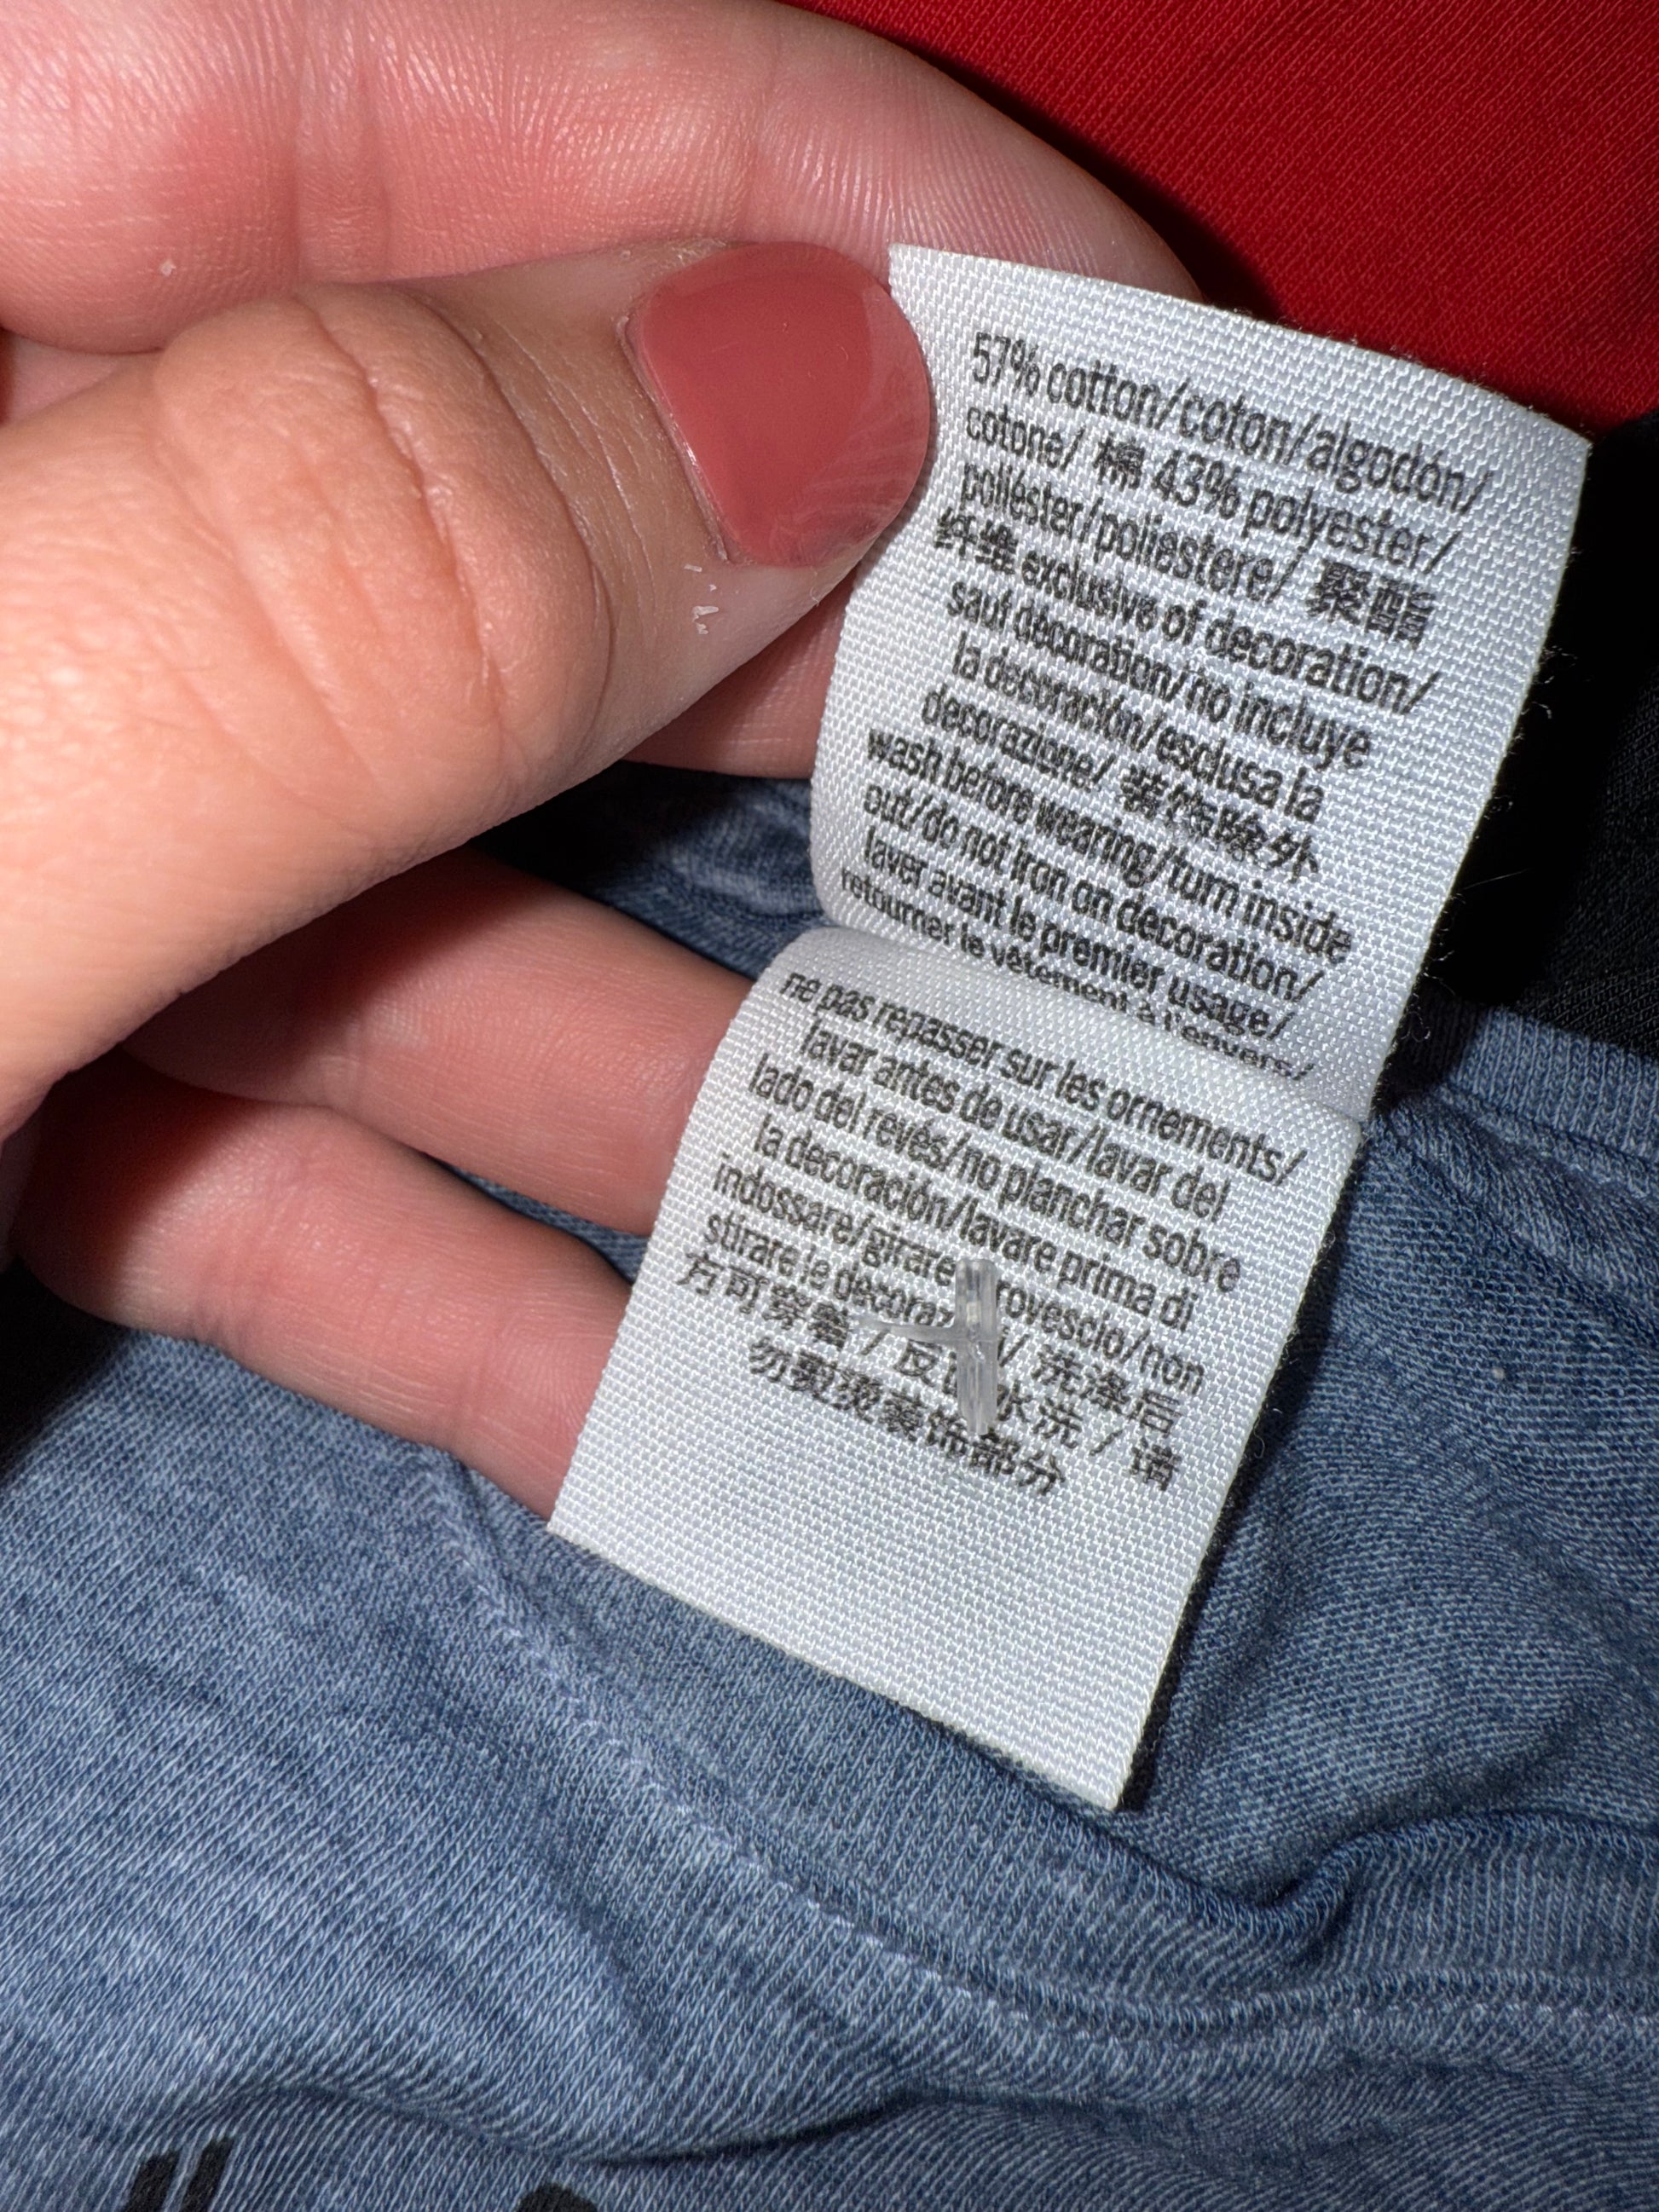 57% cotton/coton/algodón/
cotone/ 棉 43% polyester/
poliéster/poliestere/ 聚酯
纤维 exclusive of decoration/
sauf décoration/no incluye
la decoración/esclusa la
decorazione/ 装饰除外
wash before wearing/turn inside
out/do not iron on decoration/
laver avant le premier usage/
retourner le vêtement à l'envers/
ne pas repasser sur les ornements/
lavar antes de usar/lavar del
lado del revés/no planchar sobre
la decoración/lavare prima di
indossare/girare rovescio/non
stirare le / 洗涤后
方可穿着 / 反 水洗 / 请
勿熨烫装饰部分